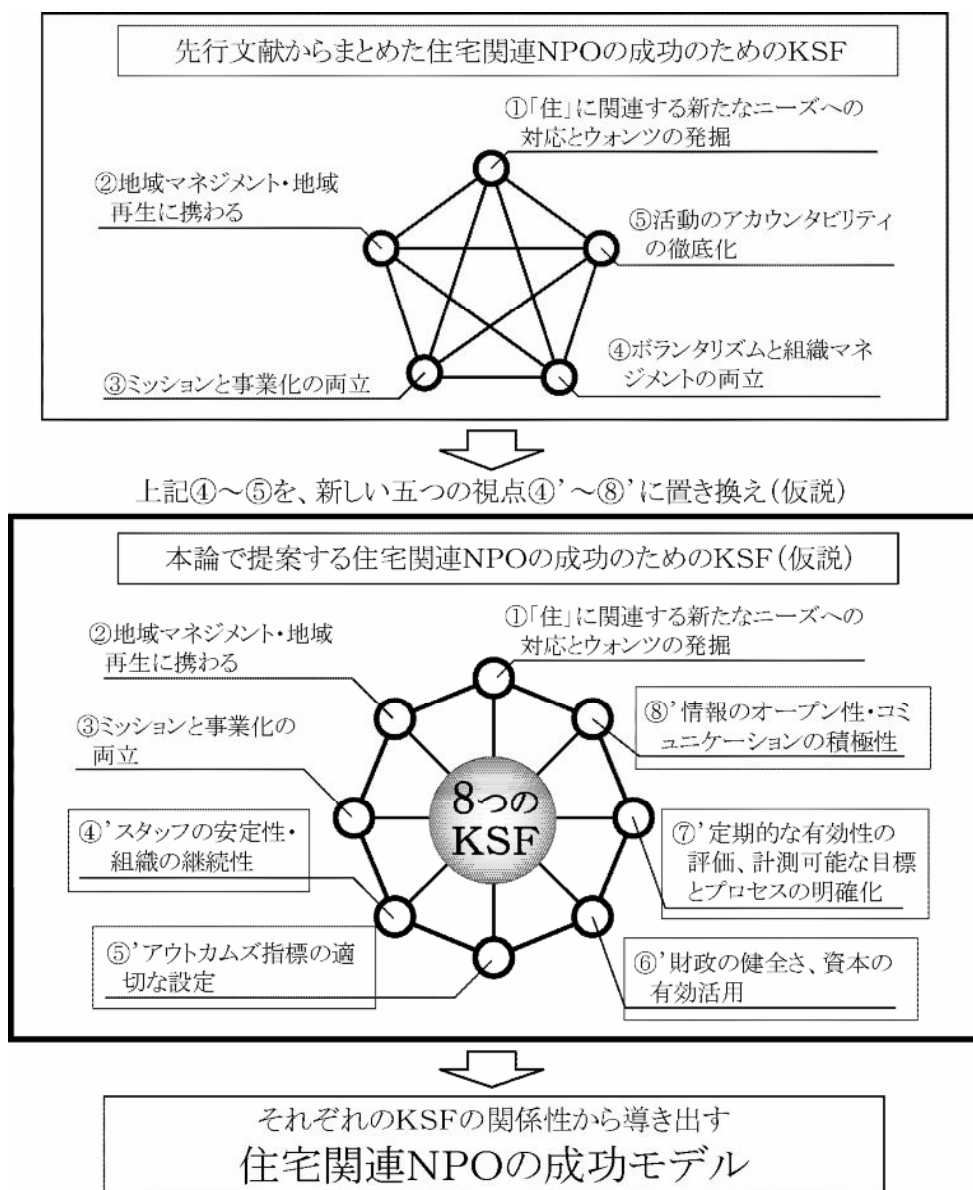 先行文献からまとめた住宅関連NPOの成功のためのKSF
①「住」に関連する新たなニーズへの
対応とウォンツの発掘
②地域マネジメント・地域
再生に携わる
⑤活動のアカウンタビリティ
の徹底化
④ボランタリズムと組織マネ
ジメントの両立
③ミッションと事業化の両立
上記④～⑤を、新しい五つの視点④’～⑧’に置き換え(仮説)
本論で提案する住宅関連NPOの成功のためのKSF(仮説)
①「住」に関連する新たなニーズへの
対応とウォンツの発掘
②地域マネジメント・地域
再生に携わる
⑧’情報のオープン性・コミ
ュニケーションの積極性
③ミッションと事業化の
両立
8つの
KSF
④’スタッフの安定性・
組織の継続性
⑦’定期的な有効性の
評価、計測可能な目標
とプロセスの明確化
⑤’アウトカムズ指標の適
切な設定
⑥’財政の健全さ、資本の
有効活用
それぞれのKSFの関係性から導き出す
住宅関連NPOの成功モデル